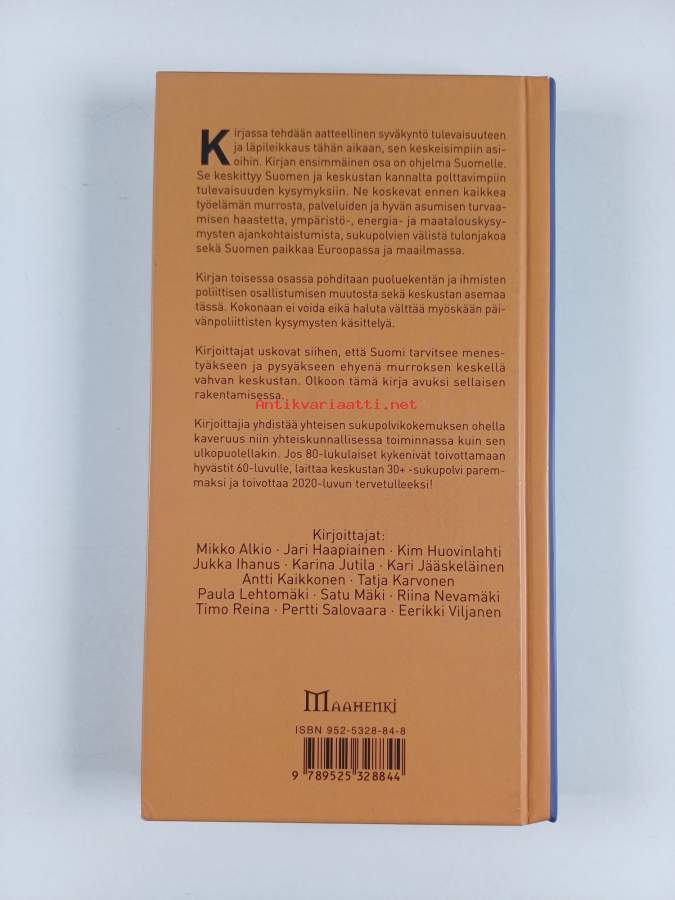 Kirjassa tehdään aatteellinen syväkyntö tulevaisuuteen
ja läpileikkaus tähän aikaan, sen keskeisimpiin asi-
oihin. Kirjan ensimmäinen osa on ohjelma Suomelle.
Se keskittyy Suomen ja keskustan kannalta polttavimpiin
tulevaisuuden kysymyksiin. Ne koskevat ennen kaikkea
työelämän murrosta, palveluiden ja hyvän asumisen turvaa-
misen haastetta, ympäristö-, energia- ja maatalouskysy-
mysten ajankohtaistumista, sukupolvien välistä tulonjakoa
sekä Suomen paikkaa Euroopassa ja maailmassa.
Kirjan toisessa osassa pohditaan puoluekentän ja ihmisten
poliittisen osallistumisen muutosta sekä keskustan asemaa
tässä. Kokonaan ei voida eikä haluta välttää myöskään päi-
vänpoliittisten kysymysten käsittelyä.
Kirjoittajat uskovat siihen, että Suomi tarvitsee menes-
tyäkseen ja pysyäkseen ehyenä murroksen keskellä
vahvan keskustan. Olkoon tämä kirja avuksi sellaisen
rakentamisessa.
Antikvariaatti.net
Kirjoittajia yhdistää yhteisen sukupolvikokemuksen ohella
kaveruus niin yhteiskunnallisessa toiminnassa kuin sen
ulkopuolellakin. Jos 80-lukulaiset kykenivät toivottamaan
hyvästit 60-luvulle, laittaa keskustan 30+ -sukupolvi parem-
maksi ja toivottaa 2020-luvun tervetulleeksi!
Kirjoittajat:
Mikko Alkio · Jari Haapiainen · Kim Huovinlahti
Jukka Ihanus · Karina Jutila · Kari Jääskeläinen
Antti Kaikkonen · Tatja Karvonen
Paula Lehtomäki · Satu Mäki · Riina Nevamäki
Timo Reina · Pertti Salovaara · Eerikki Viljanen
MAAHENKI
ISBN 952-5328-84-8
9 789525 328844